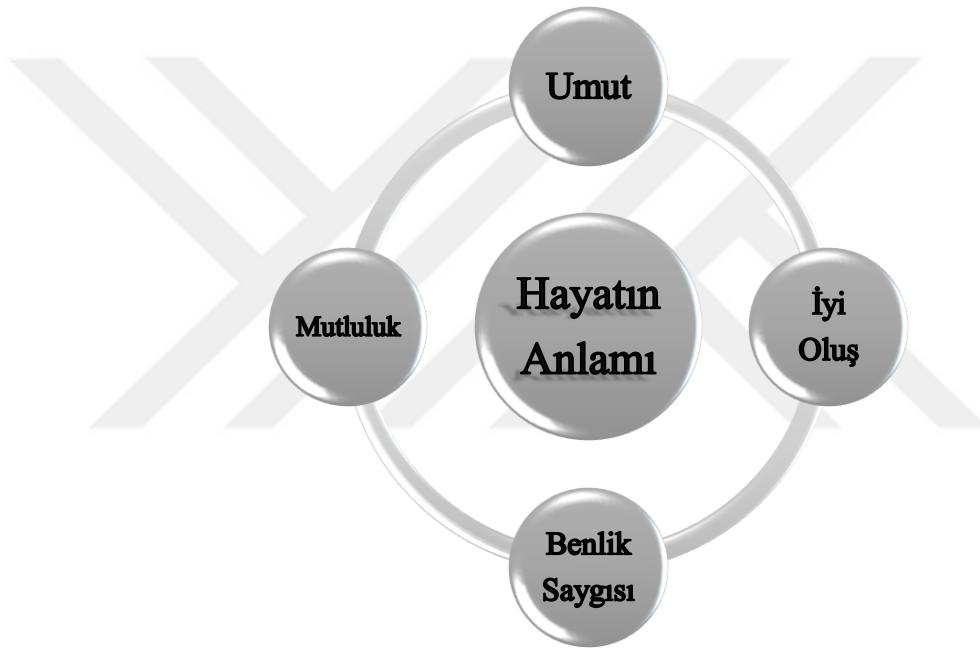 Umut
Mutluluk
Hayatın
Anlamı
İyi
Oluş
Benlik
Saygısı